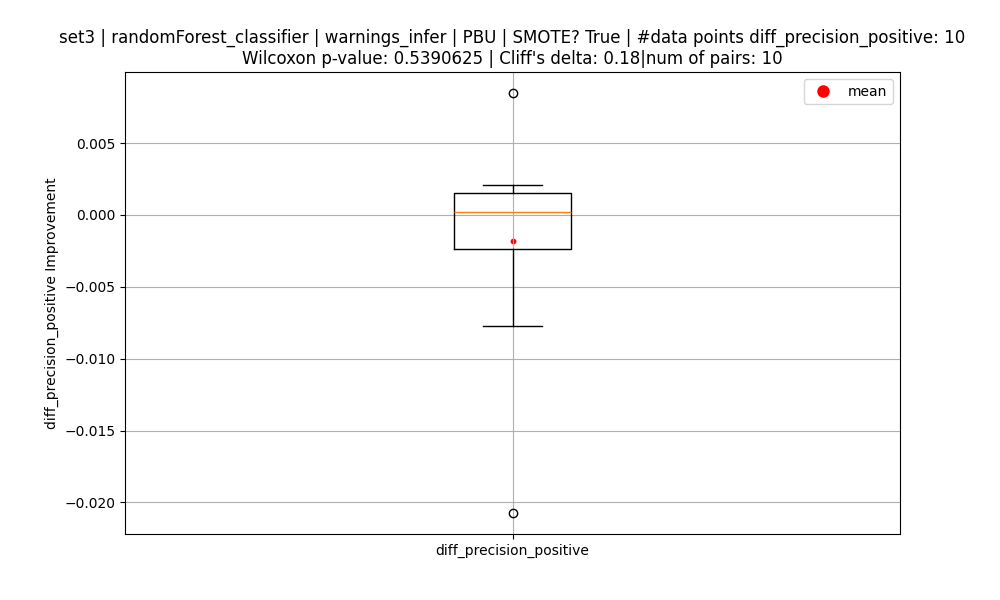 set3 | randomForest_classifier | warnings_infer | PBU | SMOTE? True | #data points diff_precision_positive: 10
Wilcoxon p-value: 0.5390625 | Cliff's delta: 0.18|num of pairs: 10
mean
0.005
0.000
−0.005
−0.010
−0.015
−0.020
diff_precision_positive Improvement
diff_precision_positive